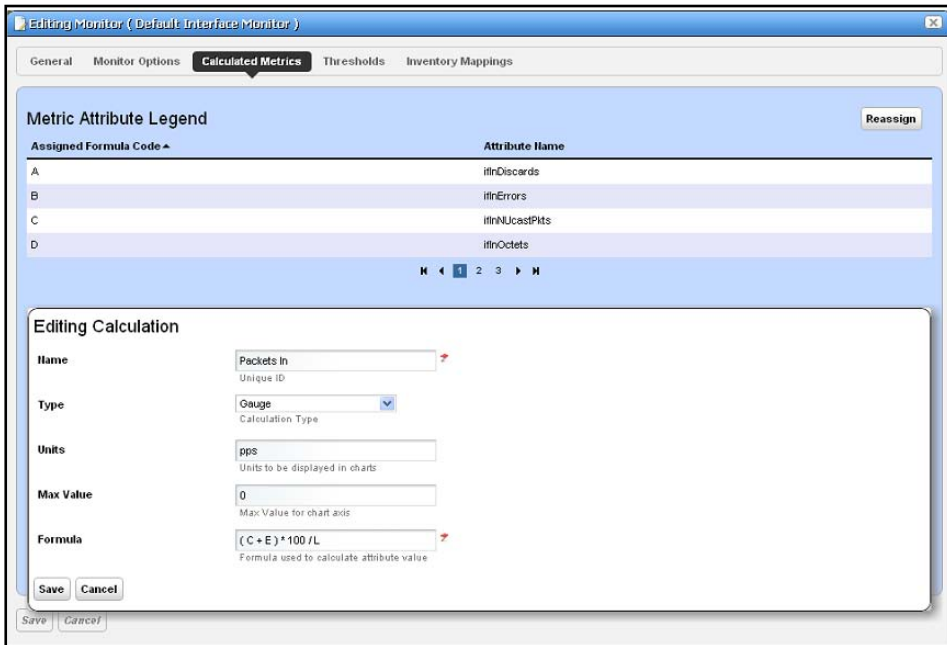 Editing Monitor ( Default Interface Monitor )
General Monitor Options Calculated Metrics Thresholds Inventory Mappings
Metric Attribute Legend Reassign
Assigned Formula Code Attribute Name
A ifInDiscards
B ifInErrors
C ifInNUcastPkts
D ifInOctets
1 2 3
Editing Calculation
Name Packets In
Unique ID
Type Gauge
Calculation Type
Units pps
Units to be displayed in charts
Max Value 0
Max Value for chart axis
Formula ( C + E ) * 100 / L
Formula used to calculate attribute value
Save Cancel
Save Cancel